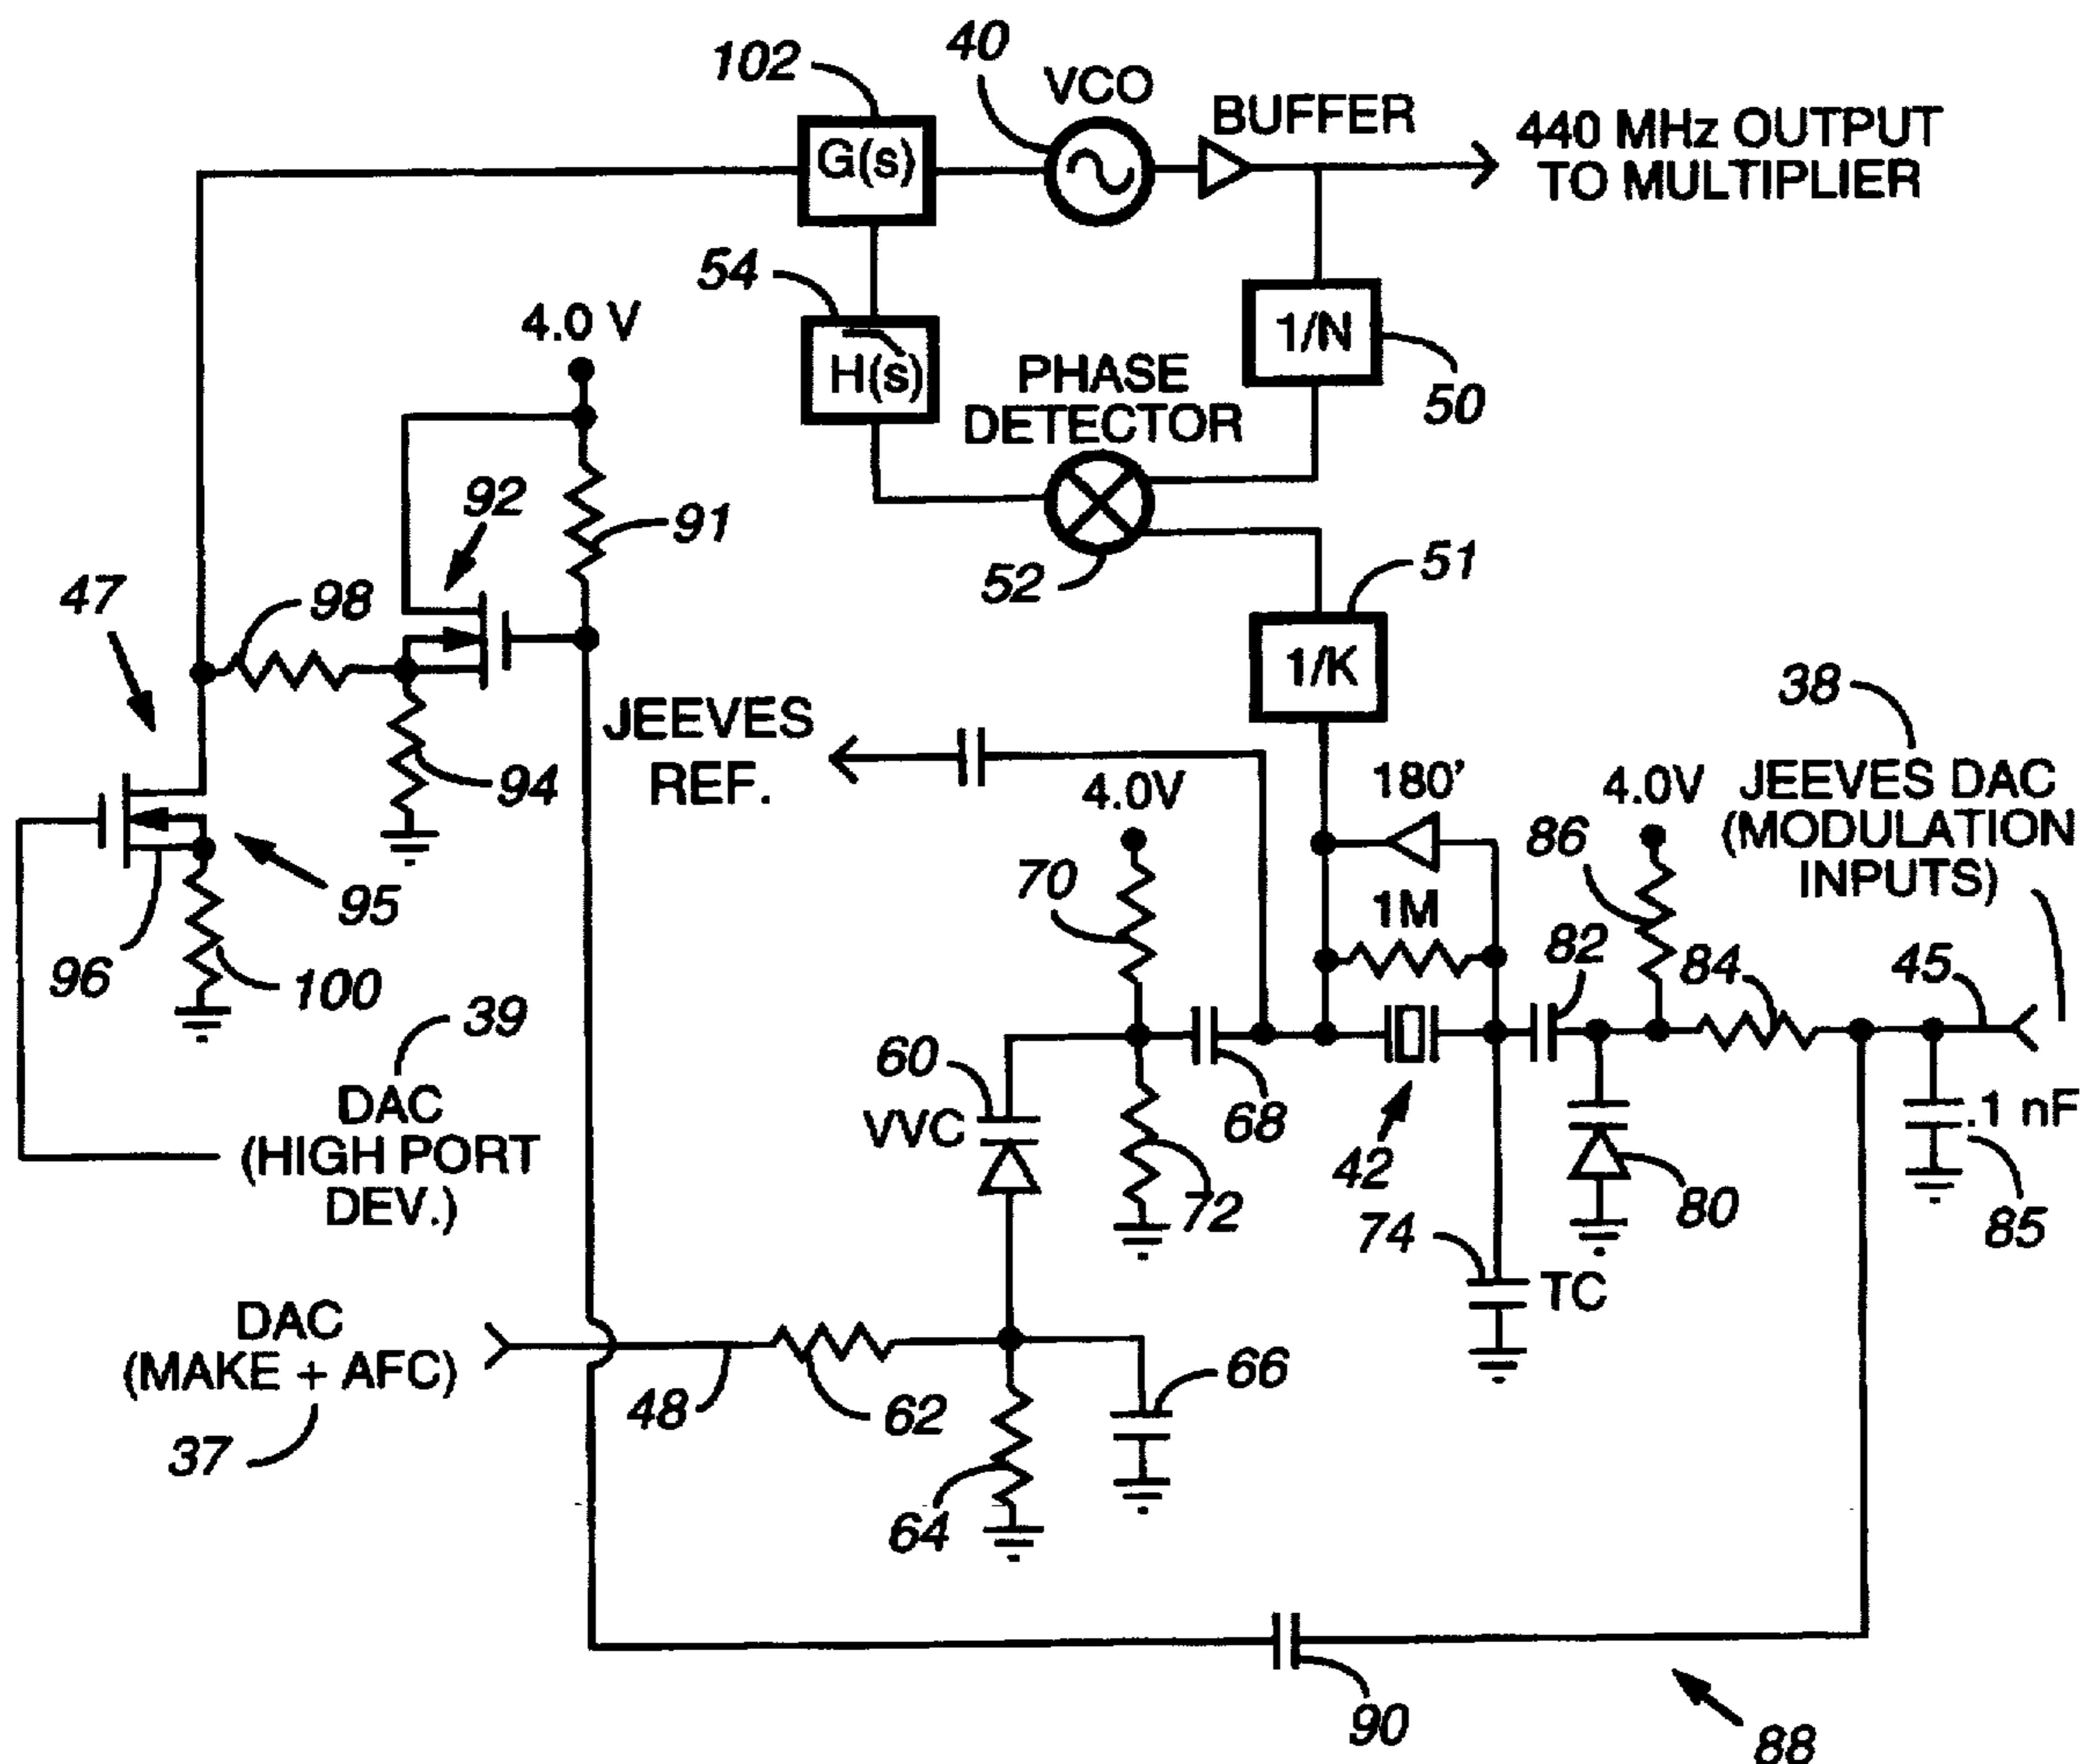 102
40
VCO
BUFFER
440 MHz OUTPUT
TO MULTIPLIER
G(s)
54
4.0 V
H(s)
PHASE
DETECTOR
1/N
50
92
91
52
51
47
98
1/K
38
JEEVES
REF.
94
4.0V
180'
4.0V
JEEVES DAC
(MODULATION
INPUTS)
86
70
1M
95
96
100
82
84
45
39
60
VVC
68
.1 nF
DAC
(HIGH PORT
DEV.)
42
72
74
80
85
TC
DAC
(MAKE + AFC)
48
62
66
37
64
90
88